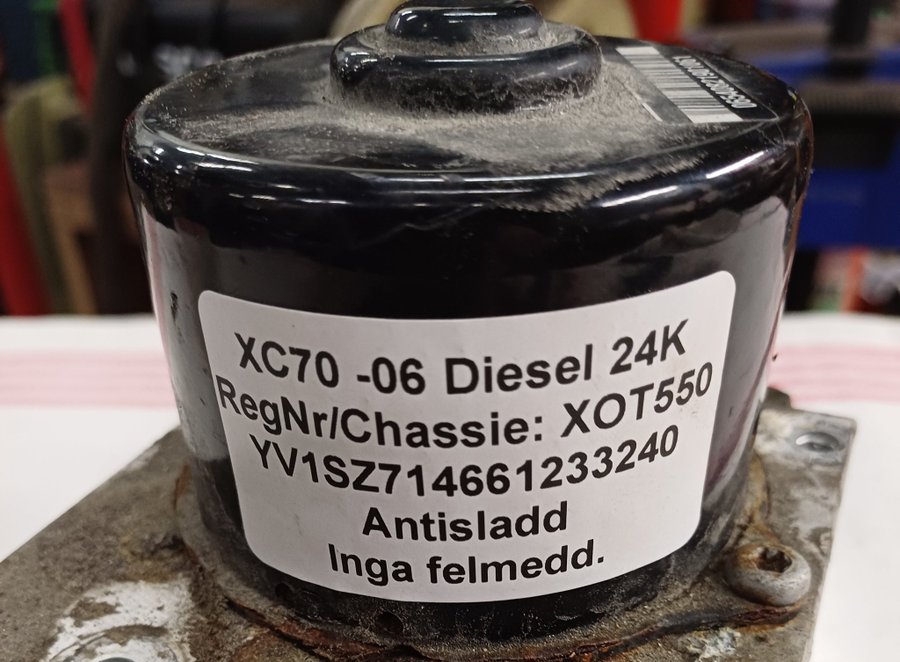 XC70 -06 Diesel 24K
RegNr/Chassie: XOT550
YV1SZ714661233240
Antisladd
Inga felmedd.